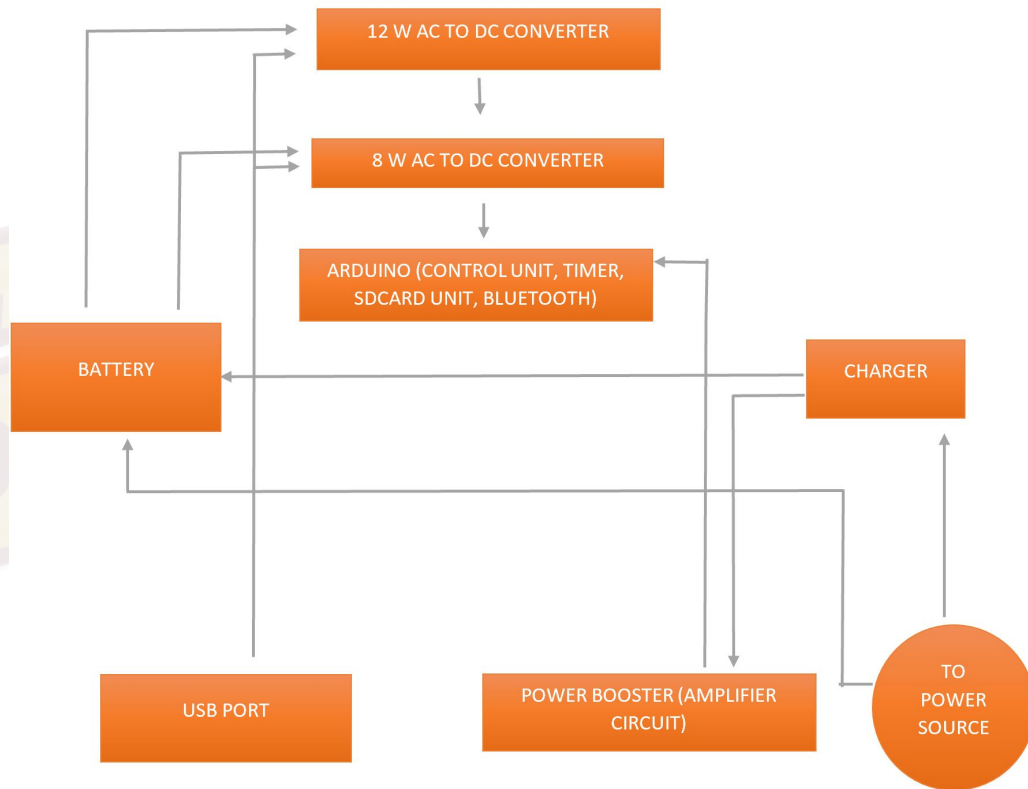 12 W AC TO DC CONVERTER
8 W AC TO DC CONVERTER
ARDUINO (CONTROL UNIT, TIMER,
SDCARD UNIT, BLUETOOTH)
BATTERY
CHARGER
USB PORT
POWER BOOSTER (AMPLIFIER
CIRCUIT)
TO
POWER
SOURCE